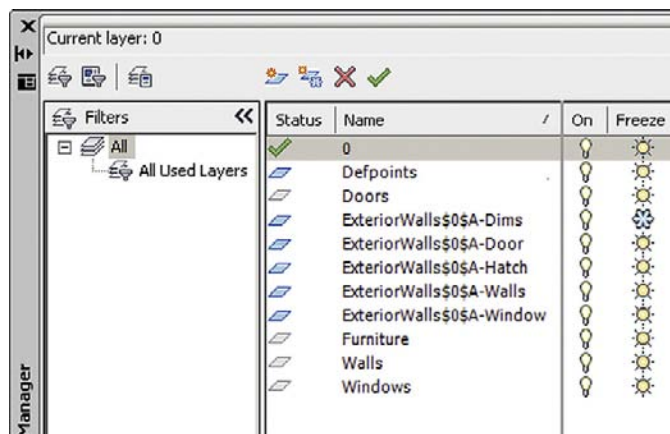 Current layer: 0
Filters
All
All Used Layers
Status Name / On Freeze
0
Defpoints
Doors
ExteriorWalls$0$A-Dims
ExteriorWalls$0$A-Door
ExteriorWalls$0$A-Hatch
ExteriorWalls$0$A-Walls
ExteriorWalls$0$A-Window
Furniture
Walls
Windows
Manager